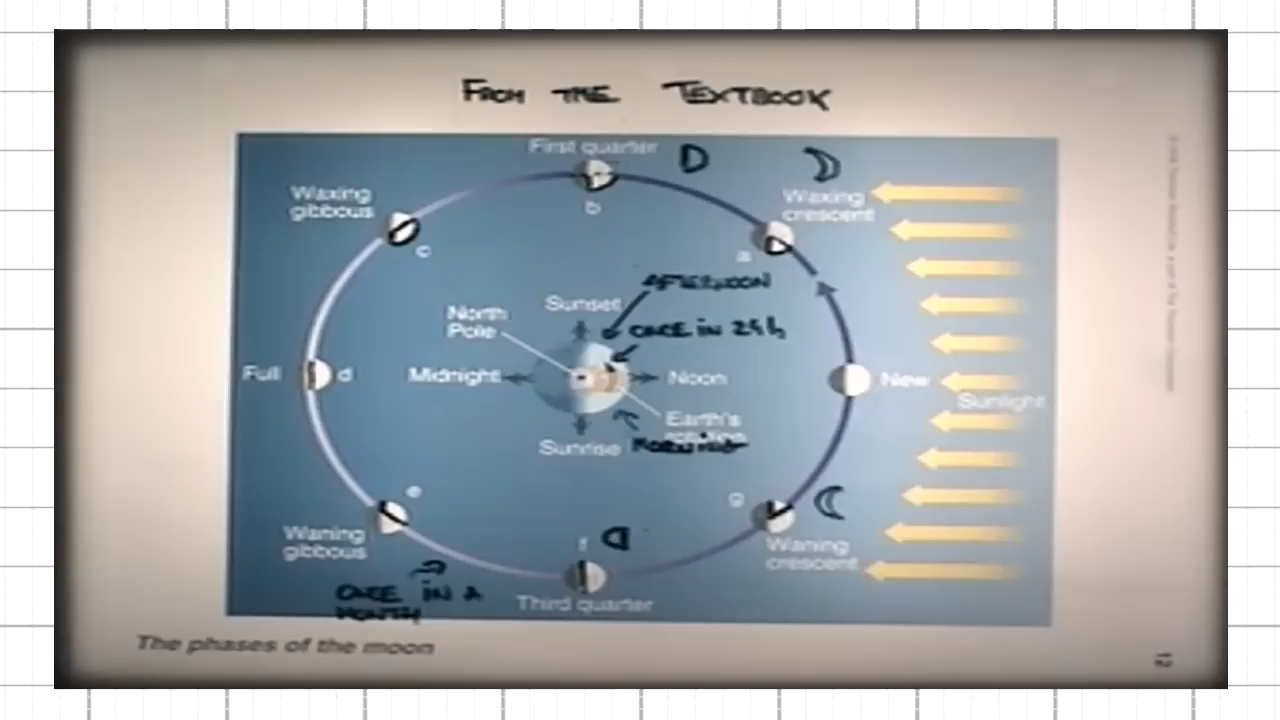 FROM THE TEXTBOOK
First quarter
b
Waxing
gibbous
c
Waxing
crescent
a
AFTERNOON
Sunset
North
Pole
ONCE IN 24h
Full
d
Midnight
Noon
New
Sunlight
Earth's
rotation
Sunrise
MORNING
e
g
Waning
gibbous
f
Waning
crescent
ONCE IN A
MONTH
Third quarter
The phases of the moon
12